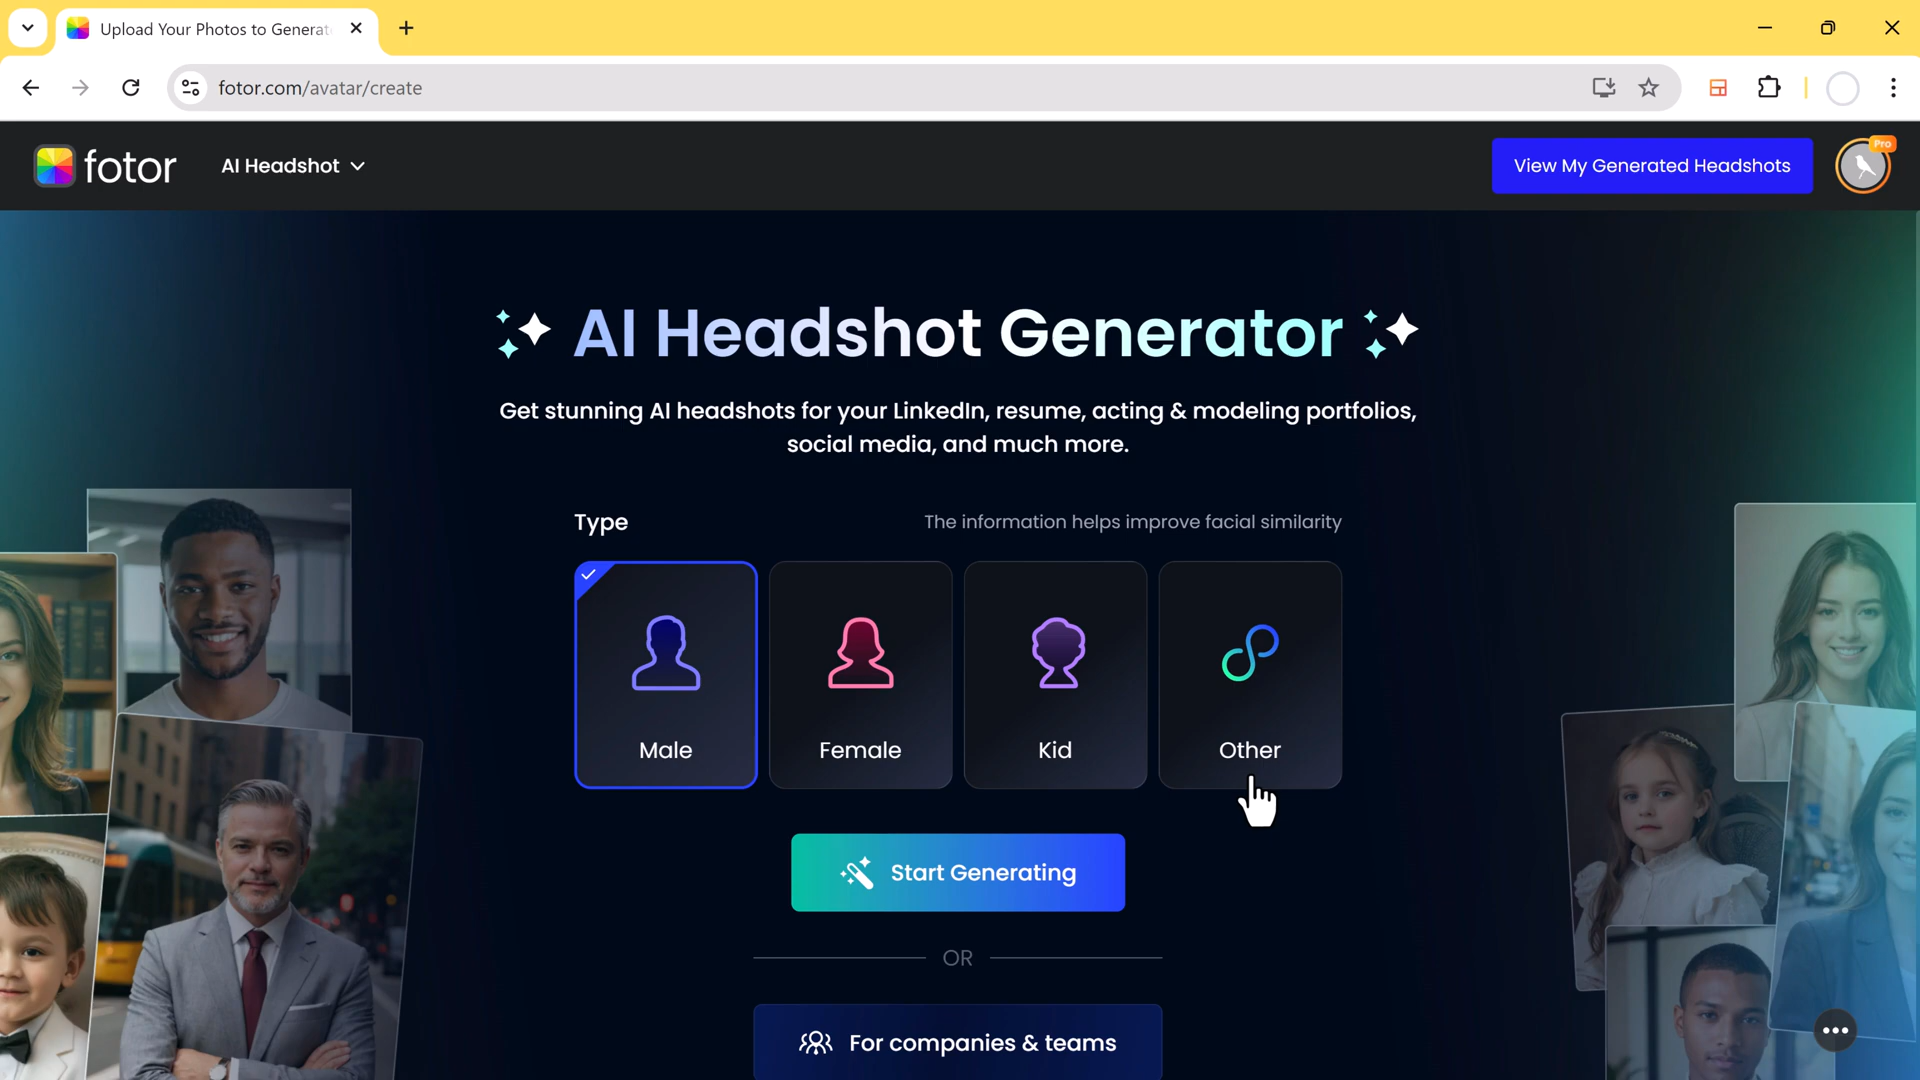 Upload Your Photos to Generat
fotor.com/avatar/create
fotor
AI Headshot
View My Generated Headshots
Pro
AI Headshot Generator
Get stunning AI headshots for your LinkedIn, resume, acting & modeling portfolios,
social media, and much more.
Type
The information helps improve facial similarity
Male
Female
Kid
Other
Start Generating
OR
For companies & teams